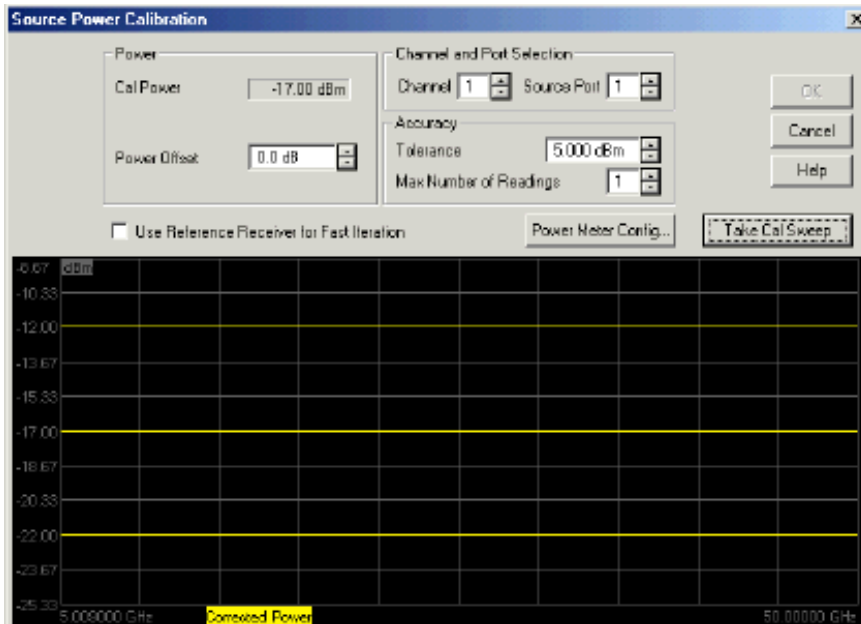 Source Power Calibration
Power
Cal Power
-17.00 dBm
Power Offset
0.0 dB
Channel and Port Selection
Channel 1 Source Port 1
Accuracy
Tolerance
5.000 dBm
Max Number of Readings
1
OK
Cancel
Help
Use Reference Receiver for Fast Iteration
Power Meter Config...
Take Cal Sweep
-8.67 dBm
-10.33
-12.00
-13.67
-15.33
-17.00
-18.67
-20.33
-22.00
-23.67
-25.33
5.009000 GHz
Corrected Power
50.00000 GHz